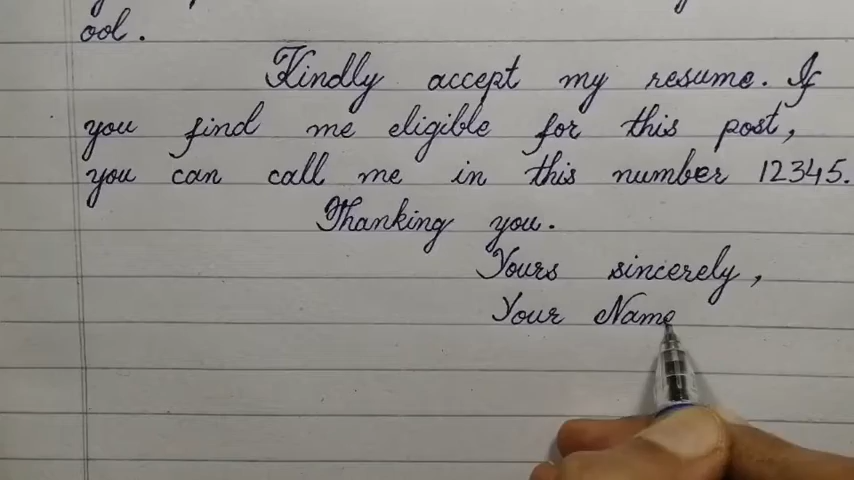 ool.
Kindly accept my resume. If
you find me eligible for this post,
you can call me in this number 12345.
Thanking you.
Yours sincerely,
Your Name